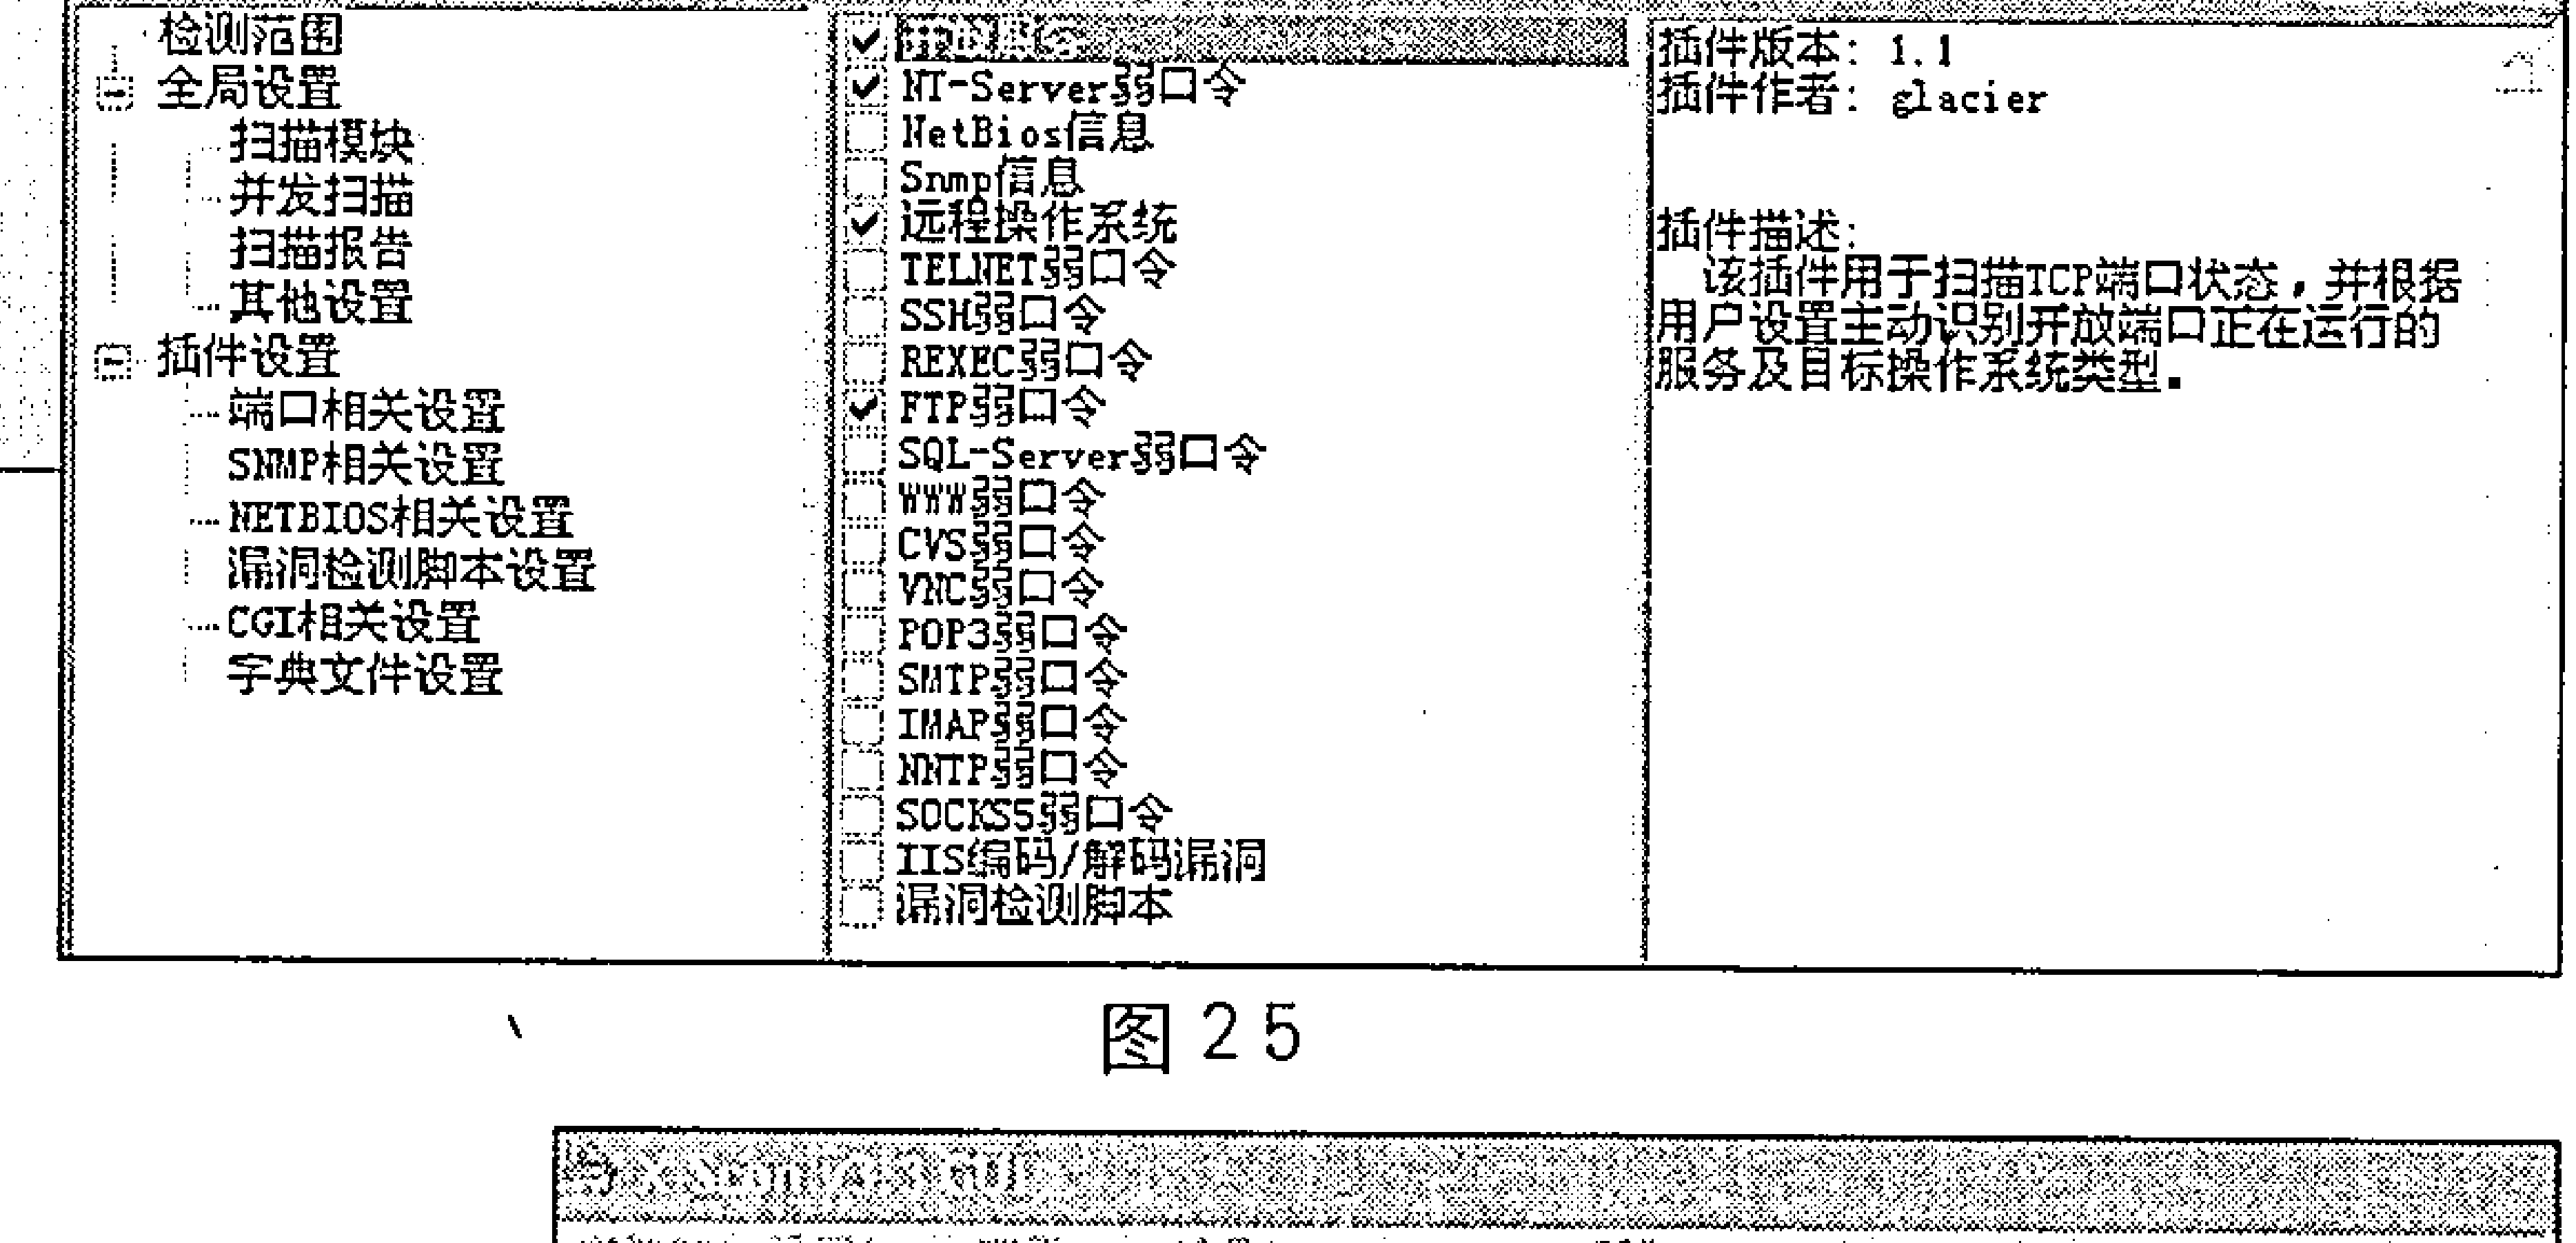 检测范围
全局设置
扫描模块
并发扫描
扫描报告
其他设置
插件设置
端口相关设置
SNMP相关设置
NETBIOS相关设置
漏洞检测脚本设置
CGI相关设置
字典文件设置
开放服务
NT-Server弱口令
NetBios信息
Snmp信息
远程操作系统
TELNET弱口令
SSH弱口令
REXEC弱口令
FTP弱口令
SQL-Server弱口令
WWW弱口令
CVS弱口令
VNC弱口令
POP3弱口令
SMTP弱口令
IMAP弱口令
NNTP弱口令
SOCKS5弱口令
IIS编码/解码漏洞
漏洞检测脚本
插件版本: 1.1
插件作者: glacier
插件描述:
该插件用于扫描TCP端口状态，并根据
用户设置主动识别开放端口正在运行的
服务及目标操作系统类型。
图25
X-Scan v3.3 GUI